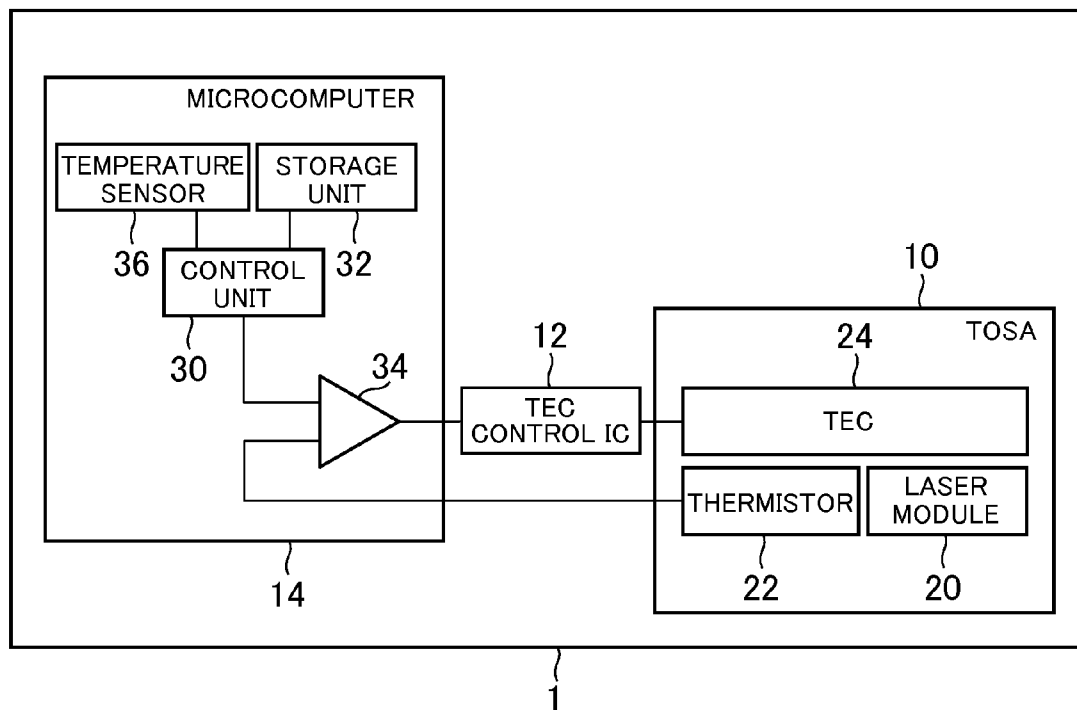 MICROCOMPUTER
TEMPERATURE
SENSOR
STORAGE
UNIT
36
32
CONTROL
UNIT
30
34
12
TEC
CONTROL IC
10
TOSA
24
TEC
THERMISTOR
LASER
MODULE
22
20
14
1